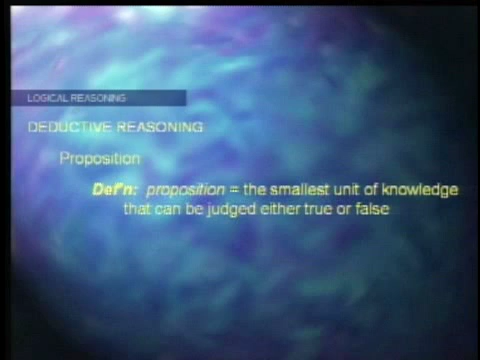 LOGICAL REASONING
DEDUCTIVE REASONING
Proposition
Def'n: proposition = the smallest unit of knowledge
that can be judged either true or false